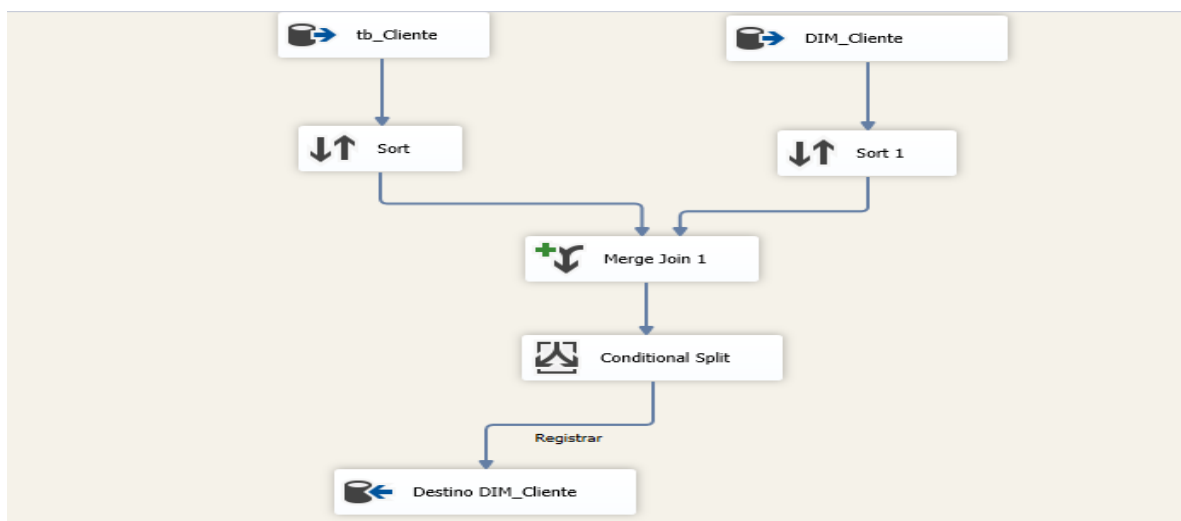 tb_Cliente
DIM_Cliente
Sort
Sort 1
Merge Join 1
Conditional Split
Registrar
Destino DIM_Cliente